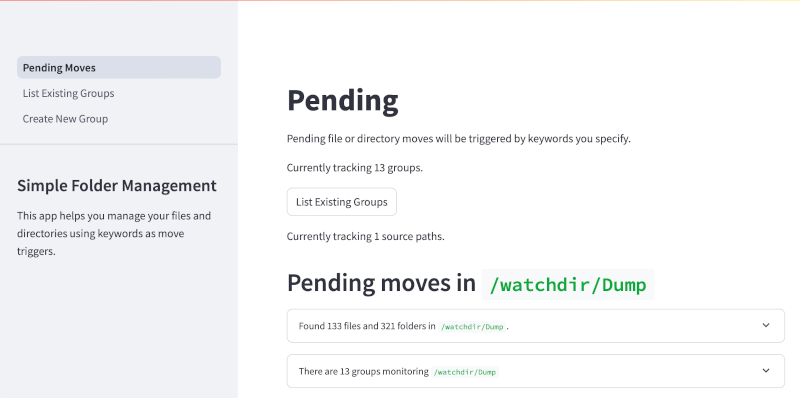 Pending Moves
List Existing Groups
Create New Group
Simple Folder Management
This app helps you manage your files and
directories using keywords as move
triggers.
Pending
Pending file or directory moves will be triggered by keywords you specify.
Currently tracking 13 groups.
List Existing Groups
Currently tracking 1 source paths.
Pending moves in /watchdir/Dump
Found 133 files and 321 folders in /watchdir/Dump.
There are 13 groups monitoring /watchdir/Dump